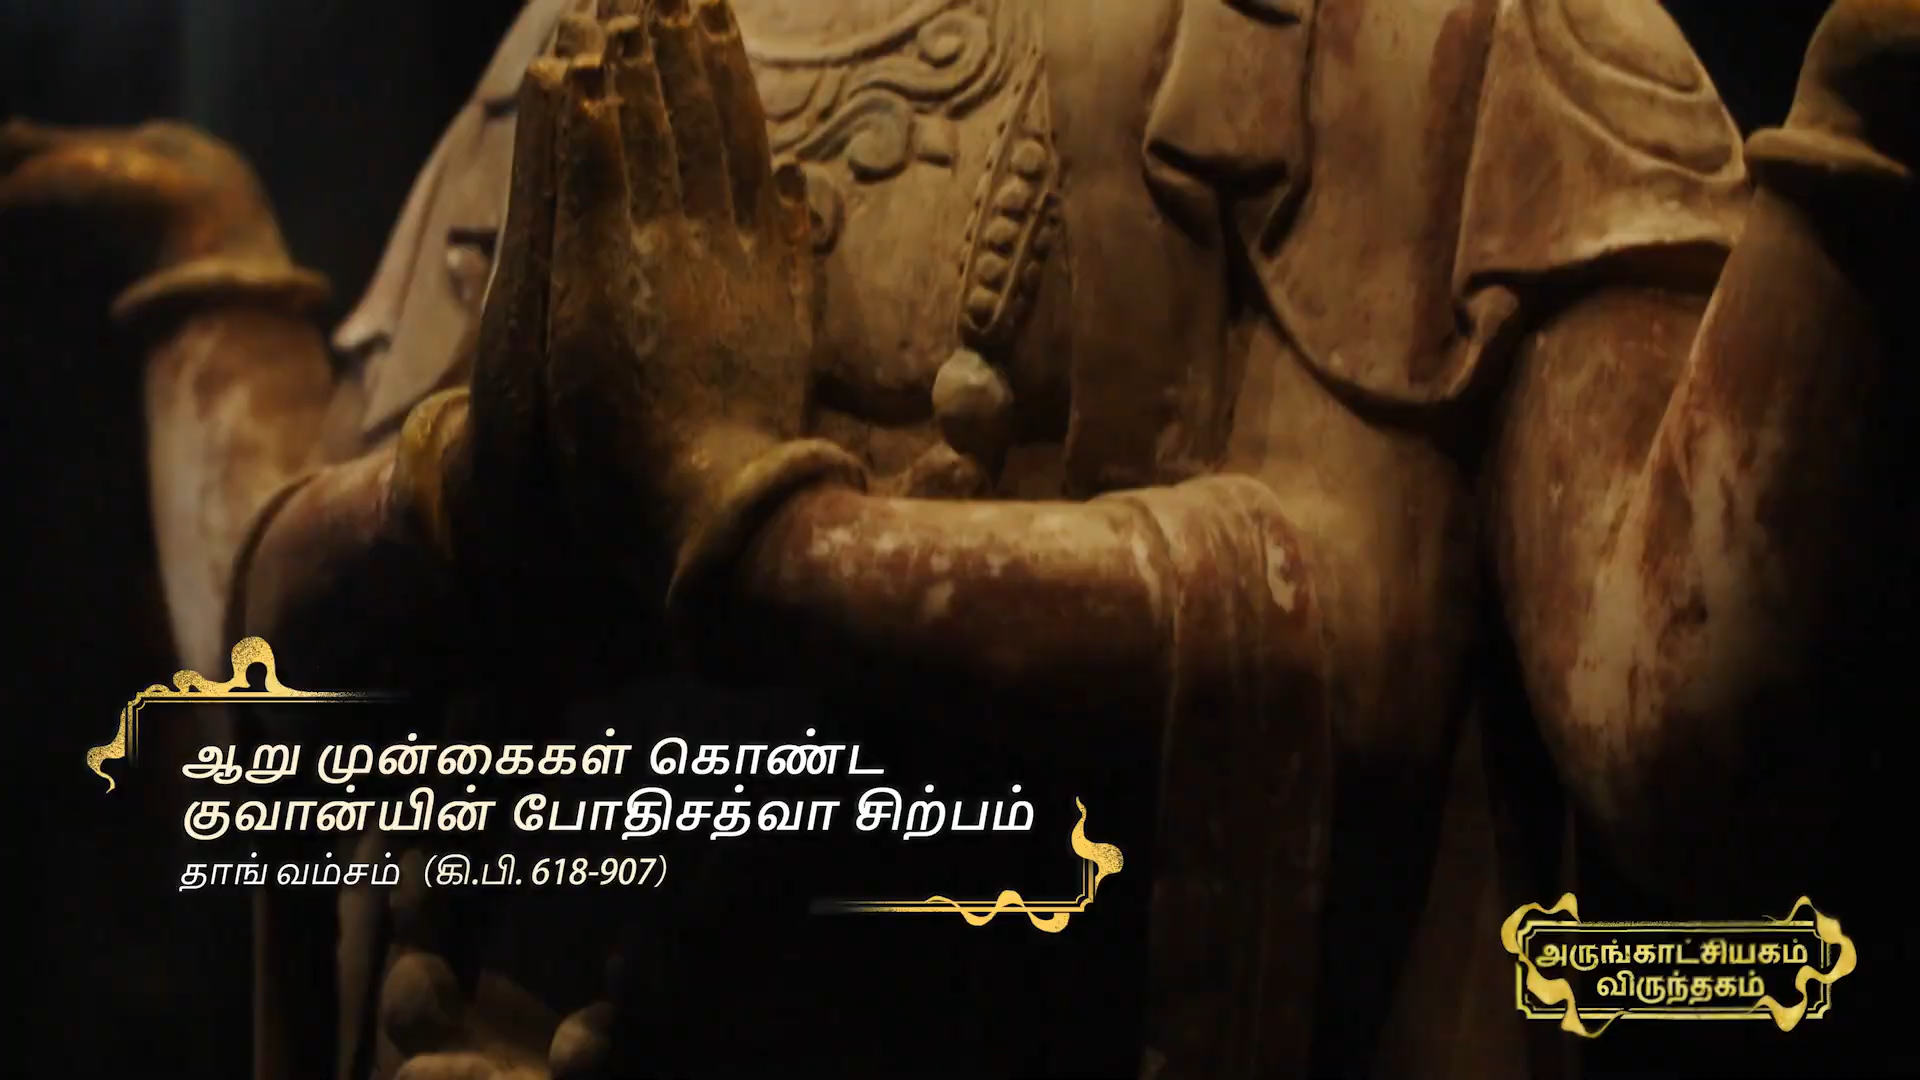 ஆறு முன்கைகள் கொண்ட
குவான்யின் போதிசத்வா சிற்பம்
தாங் வம்சம் (கி.பி. 618-907)
அருங்காட்சியகம்
விருந்தகம்